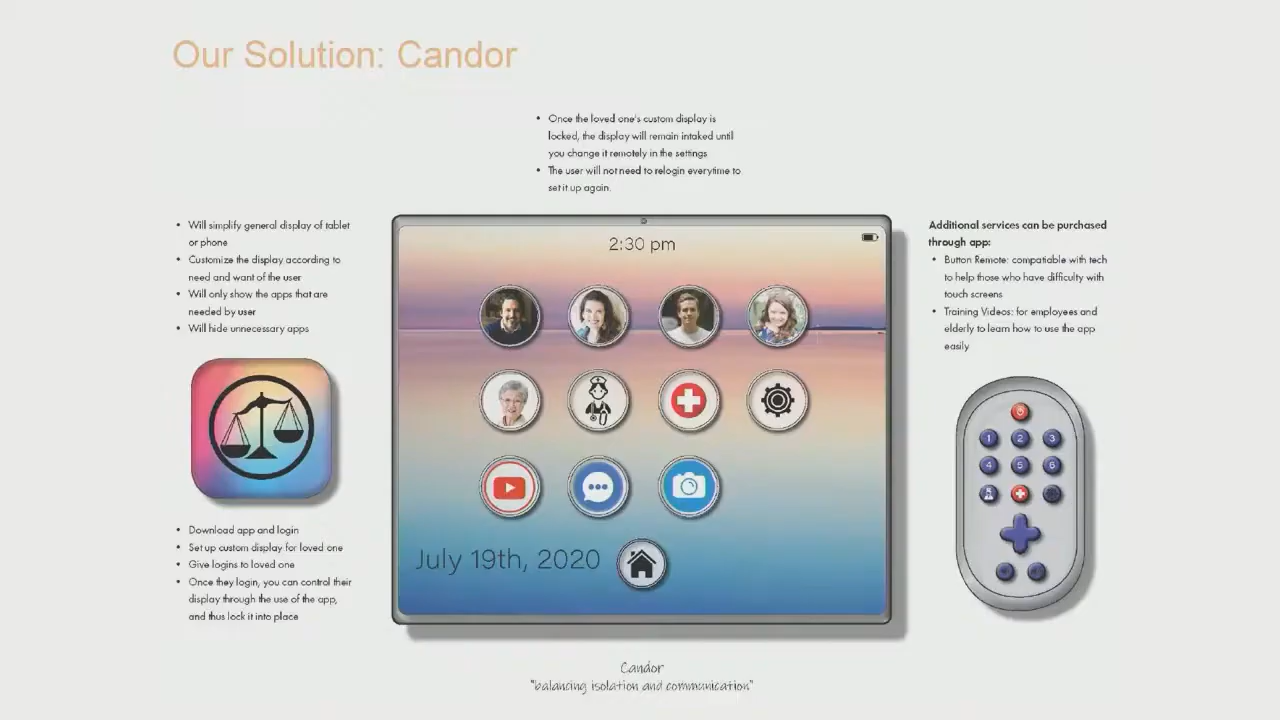 Our Solution: Candor
• Once the loved one's custom display is
locked, the display will remain intaked until
you change it remotely in the settings
• The user will not need to relogin everytime to
set it up again.
• Will simplify general display of tablet
or phone
• Customize the display according to
need and want of the user
• Will only show the apps that are
needed by user
• Will hide unnecessary apps
• Download app and login
• Set up custom display for loved one
• Give logins to loved one
• Once they login, you can control their
display through the use of the app,
and thus lock it into place
2:30 pm
July 19th, 2020
Additional services can be purchased
through app:
• Button Remote: compatiable with tech
to help those who have difficulty with
touch screens
• Training Videos: for employees and
elderly to learn how to use the app
easily
1 2 3
4 5 6
Candor
"balancing isolation and communication"